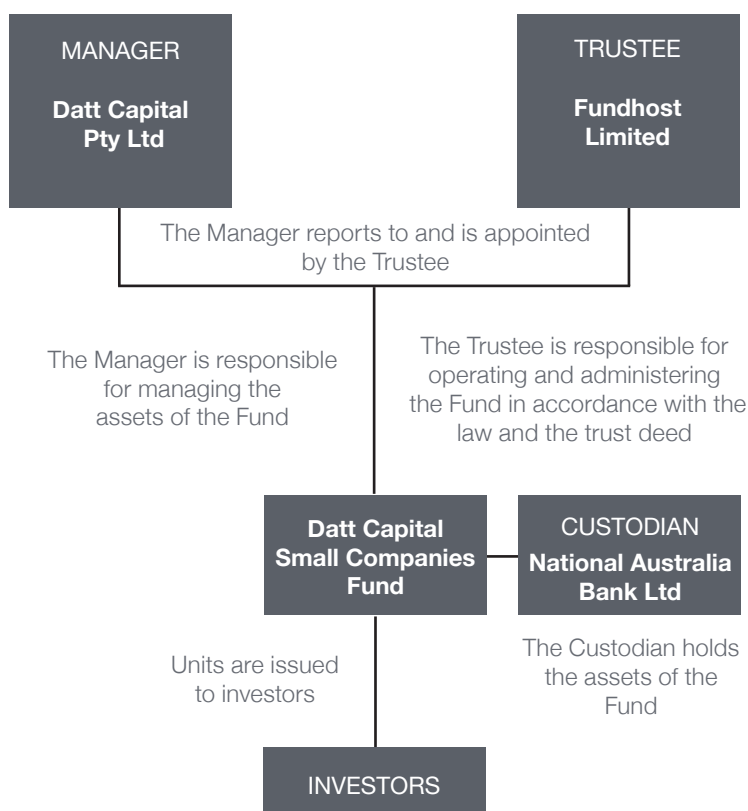 MANAGER
Datt Capital
Pty Ltd
TRUSTEE
Fundhost
Limited
The Manager reports to and is appointed
by the Trustee
The Manager is responsible
for managing the
assets of the Fund
The Trustee is responsible for
operating and administering
the Fund in accordance with the
law and the trust deed
Datt Capital
Small Companies
Fund
CUSTODIAN
National Australia
Bank Ltd
Units are issued
to investors
The Custodian holds
the assets of the
Fund
INVESTORS